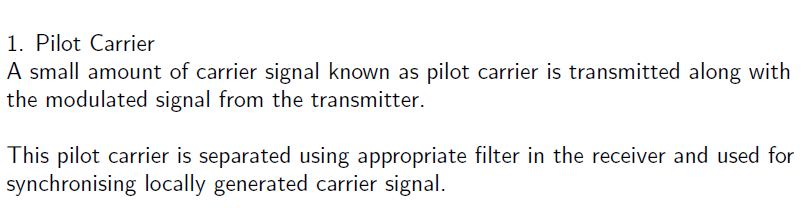 1. Pilot Carrier
A small amount of carrier signal known as pilot carrier is transmitted along with
the modulated signal from the transmitter.
This pilot carrier is separated using appropriate filter in the receiver and used for
synchronising locally generated carrier signal.